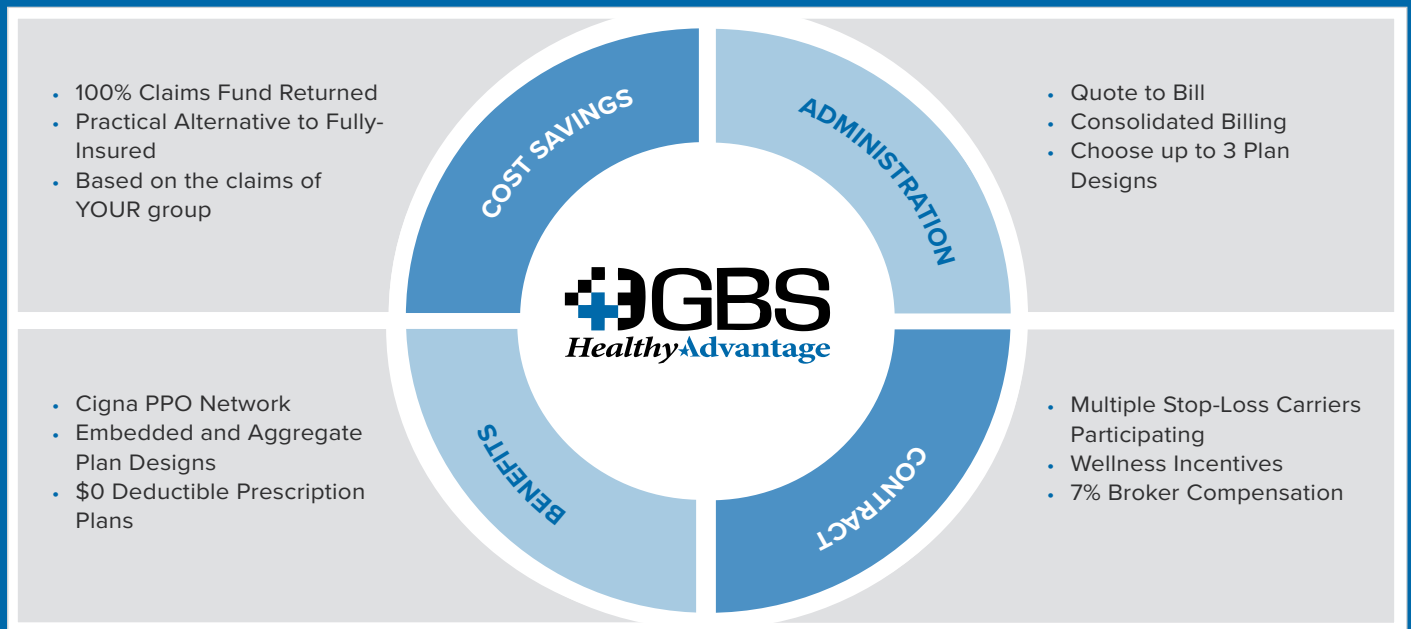 COST SAVINGS
• 100% Claims Fund Returned
• Practical Alternative to Fully-
Insured
• Based on the claims of
YOUR group
ADMINISTRATION
• Quote to Bill
• Consolidated Billing
• Choose up to 3 Plan
Designs
GBS
HealthyAdvantage
BENEFITS
• Cigna PPO Network
• Embedded and Aggregate
Plan Designs
• $0 Deductible Prescription
Plans
CONTRACT
• Multiple Stop-Loss Carriers
Participating
• Wellness Incentives
• 7% Broker Compensation